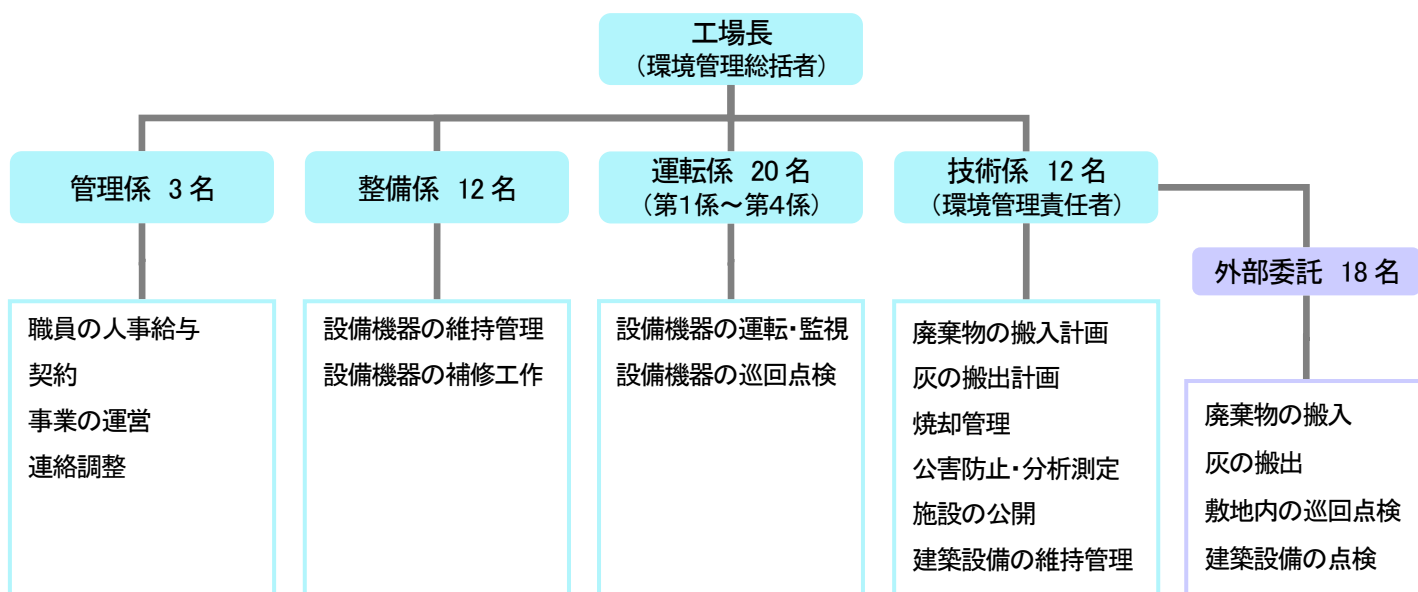 工場長
（環境管理総括者）
管理係 3 名
整備係 12 名
運転係 20 名
（第１係～第４係）
技術係 12 名
（環境管理責任者）
外部委託 18 名
職員の人事給与
契約
事業の運営
連絡調整
設備機器の維持管理
設備機器の補修工作
設備機器の運転・監視
設備機器の巡回点検
廃棄物の搬入計画
灰の搬出計画
焼却管理
公害防止・分析測定
施設の公開
建築設備の維持管理
廃棄物の搬入
灰の搬出
敷地内の巡回点検
建築設備の点検